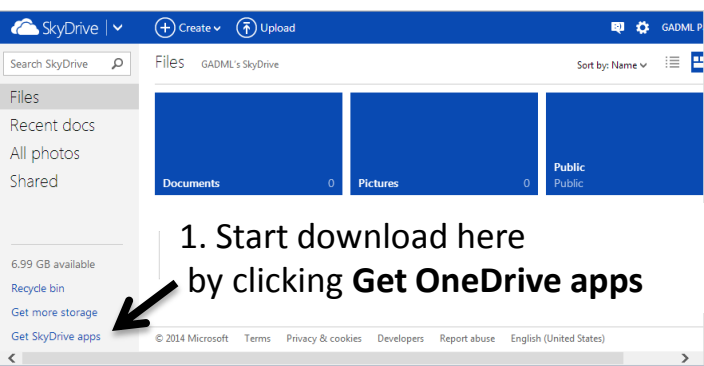 SkyDrive Create Upload GADML P
Search SkyDrive
Files GADML's SkyDrive Sort by: Name
Files
Recent docs
All photos
Shared
Documents 0
Pictures 0
Public
Public
1. Start download here
by clicking Get OneDrive apps
6.99 GB available
Recycle bin
Get more storage
Get SkyDrive apps
© 2014 Microsoft Terms Privacy & cookies Developers Report abuse English (United States)